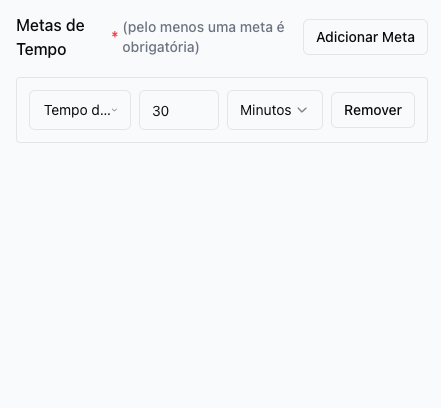 Metas de
Tempo
* (pelo menos uma meta é
obrigatória)
Adicionar Meta
Tempo d...
30
Minutos
Remover